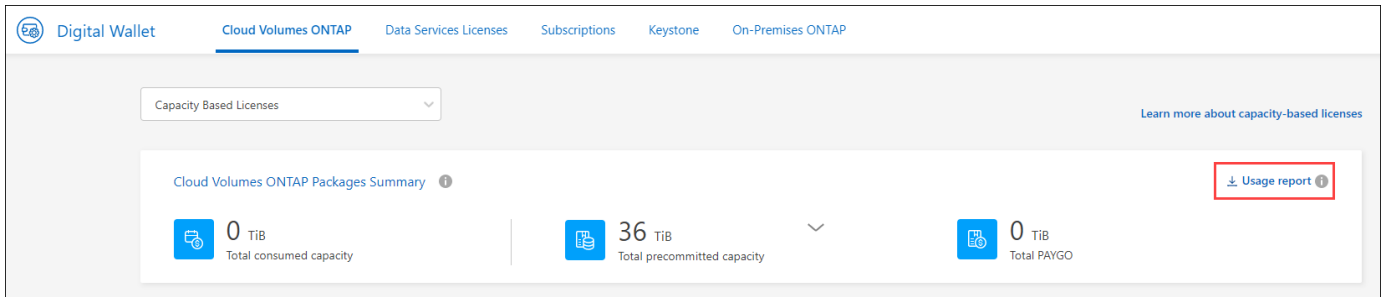 Digital Wallet
Cloud Volumes ONTAP
Data Services Licenses
Subscriptions
Keystone
On-Premises ONTAP
Capacity Based Licenses
Learn more about capacity-based licenses
Cloud Volumes ONTAP Packages Summary
Usage report
0 TiB
Total consumed capacity
36 TiB
Total precommitted capacity
0 TiB
Total PAYGO